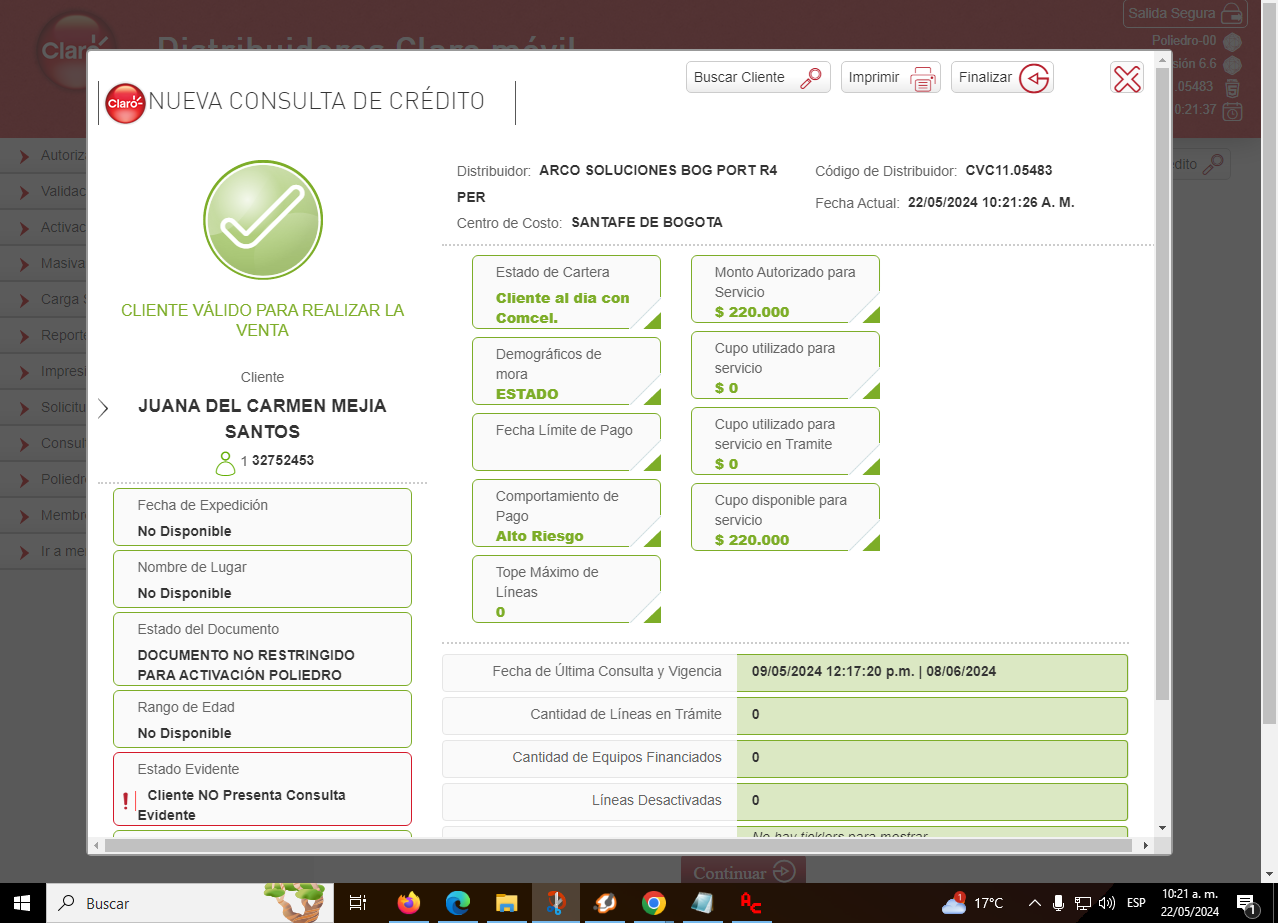 Salida Segura
Claro
Distribuidores Claro móvil
Poliedro-00
sión 6.6
.05483
0:21:37
Buscar Cliente
Imprimir
Finalizar
Claro
NUEVA CONSULTA DE CRÉDITO
Autoriz
Validac
Activac
Masiva
Carga S
Reporte
Impresi
Solicitu
Consult
Poliedr
Membr
Ir a me
dito
CLIENTE VÁLIDO PARA REALIZAR LA
VENTA
Cliente
JUANA DEL CARMEN MEJIA
SANTOS
1 32752453
Fecha de Expedición
No Disponible
Nombre de Lugar
No Disponible
Estado del Documento
DOCUMENTO NO RESTRINGIDO
PARA ACTIVACIÓN POLIEDRO
Rango de Edad
No Disponible
Estado Evidente
! Cliente NO Presenta Consulta
Evidente
Distribuidor: ARCO SOLUCIONES BOG PORT R4
PER
Centro de Costo: SANTAFE DE BOGOTA
Código de Distribuidor: CVC11.05483
Fecha Actual: 22/05/2024 10:21:26 A. M.
Estado de Cartera
Cliente al dia con
Comcel.
Demográficos de
mora
ESTADO
Fecha Límite de Pago
Comportamiento de
Pago
Alto Riesgo
Tope Máximo de
Líneas
0
Monto Autorizado para
Servicio
$ 220.000
Cupo utilizado para
servicio
$ 0
Cupo utilizado para
servicio en Tramite
$ 0
Cupo disponible para
servicio
$ 220.000
Fecha de Última Consulta y Vigencia 09/05/2024 12:17:20 p.m. | 08/06/2024
Cantidad de Líneas en Trámite 0
Cantidad de Equipos Financiados 0
Líneas Desactivadas 0
No hay ticklers para mostrar
Continuar
Buscar
1
17°C
ESP
10:21 a. m.
22/05/2024
1